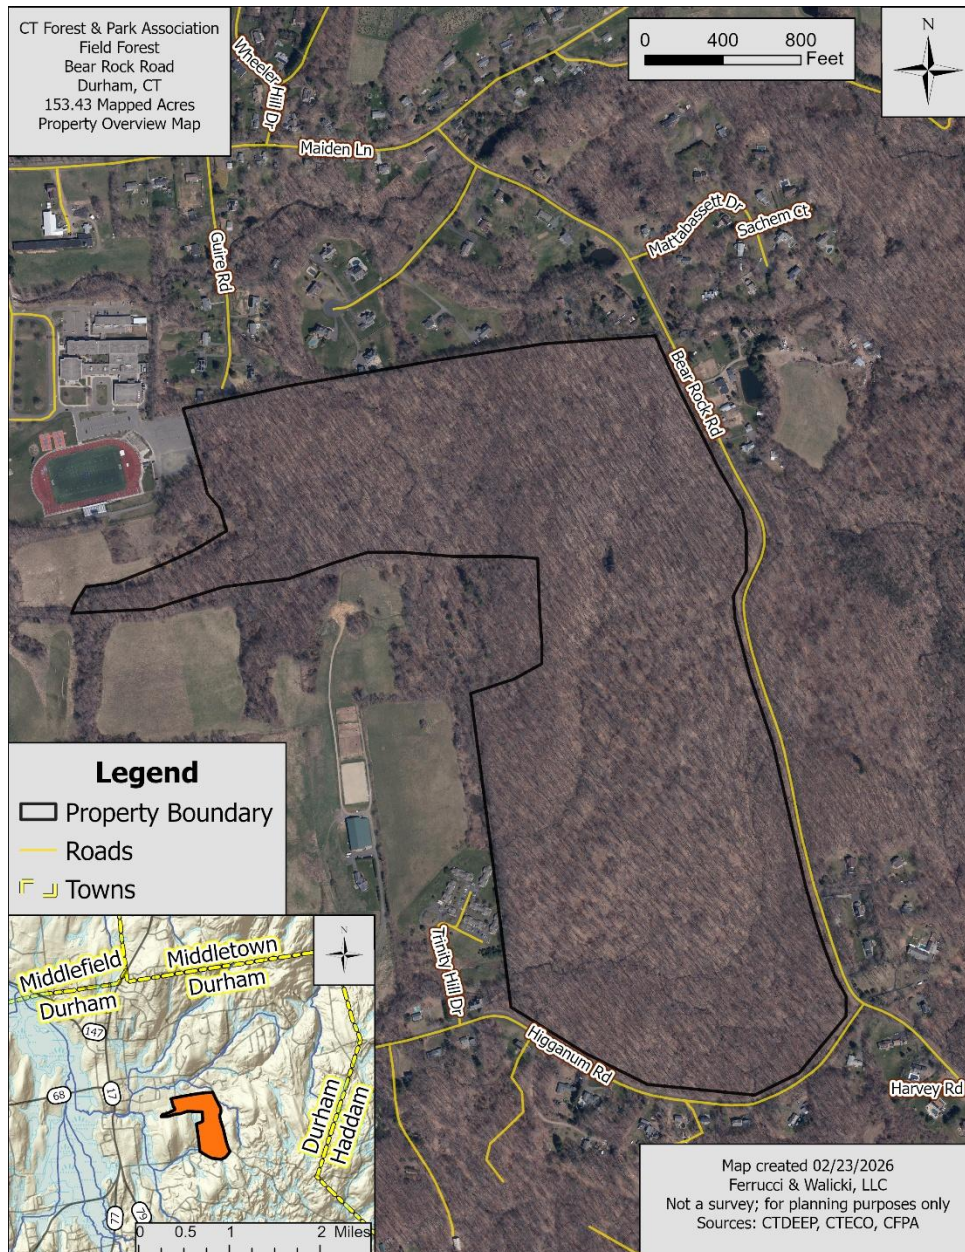 CT Forest & Park Association
Field Forest
Bear Rock Road
Durham, CT
153.43 Mapped Acres
Property Overview Map
0 400 800
Feet
N
Wheeler Hill Dr
Maiden Ln
Guire Rd
Mattabassett Dr
Sachem Ct
Bear Rock Rd
Trinity Hill Dr
Higganum Rd
Harvey Rd
Legend
Property Boundary
Roads
Towns
Middlefield
Middletown
Durham
Durham
147
68
17
77
79
Durham
Haddam
0 0.5 1 2 Miles
Map created 02/23/2026
Ferrucci & Walicki, LLC
Not a survey; for planning purposes only
Sources: CTDEEP, CTECO, CFPA